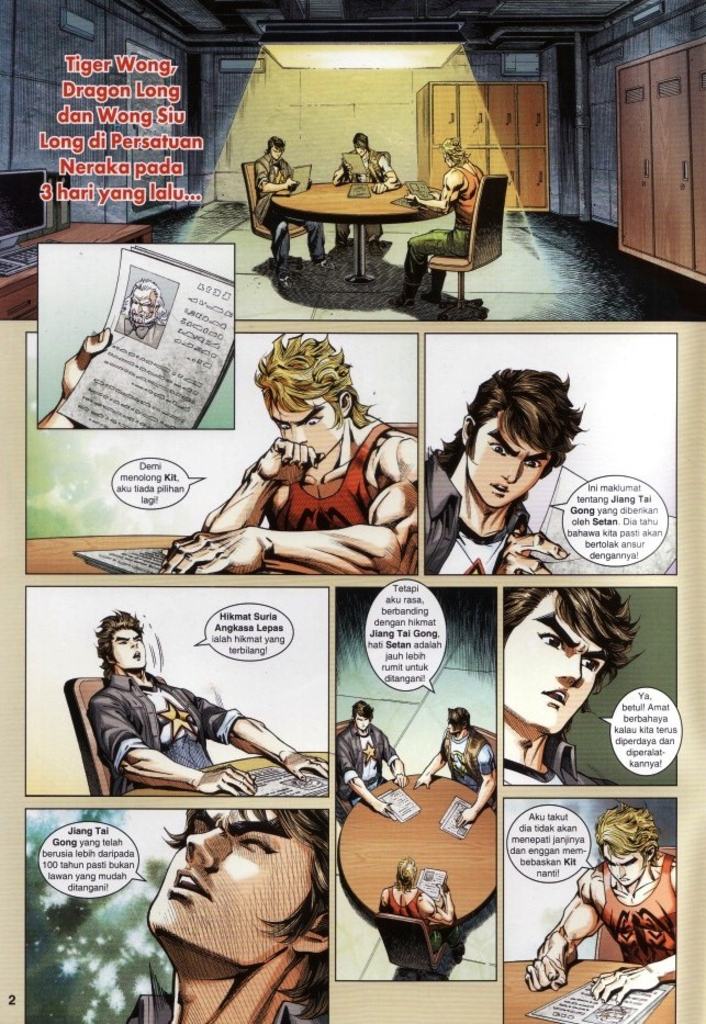 Tiger Wong,
Dragon Long
dan Wong Siu
Long di Persatuan
Neraka pada
3 hari yang lalu...
Demi
menolong Kit,
aku tiada pilihan
lagi!
Ini maklumat
tentang Jiang Tai
Gong yang diberikan
oleh Setan. Dia tahu
bahawa kita pasti akan
bertolak ansur
dengannya!
Hikmat Suria
Angkasa Lepas
ialah hikmat yang
terbilang!
Tetapi
aku rasa,
berbanding
dengan hikmat
Jiang Tai Gong,
hati Setan adalah
jauh lebih
rumit untuk
ditangani!
Ya,
betul! Amat
berbahaya
kalau kita terus
diperdaya dan
diperalat-
kannya!
Jiang Tai
Gong yang telah
berusia lebih daripada
100 tahun pasti bukan
lawan yang mudah
ditangani!
Aku takut
dia tidak akan
menepati janjinya
dan enggan mem-
bebaskan Kit
nanti!
2